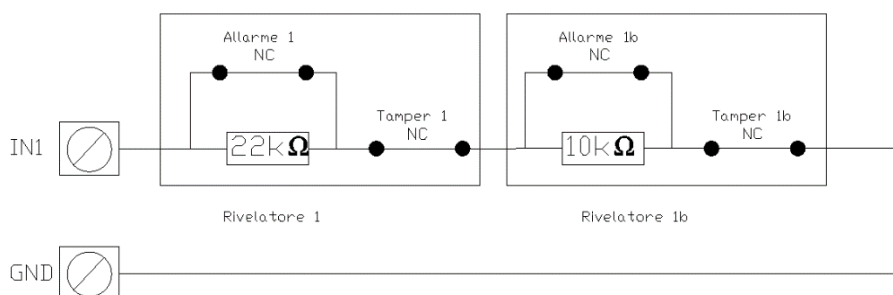 Allarme 1
NC
Allarme 1b
NC
Tamper 1
NC
Tamper 1b
NC
IN1
22kΩ
10kΩ
Rivelatore 1
Rivelatore 1b
GND